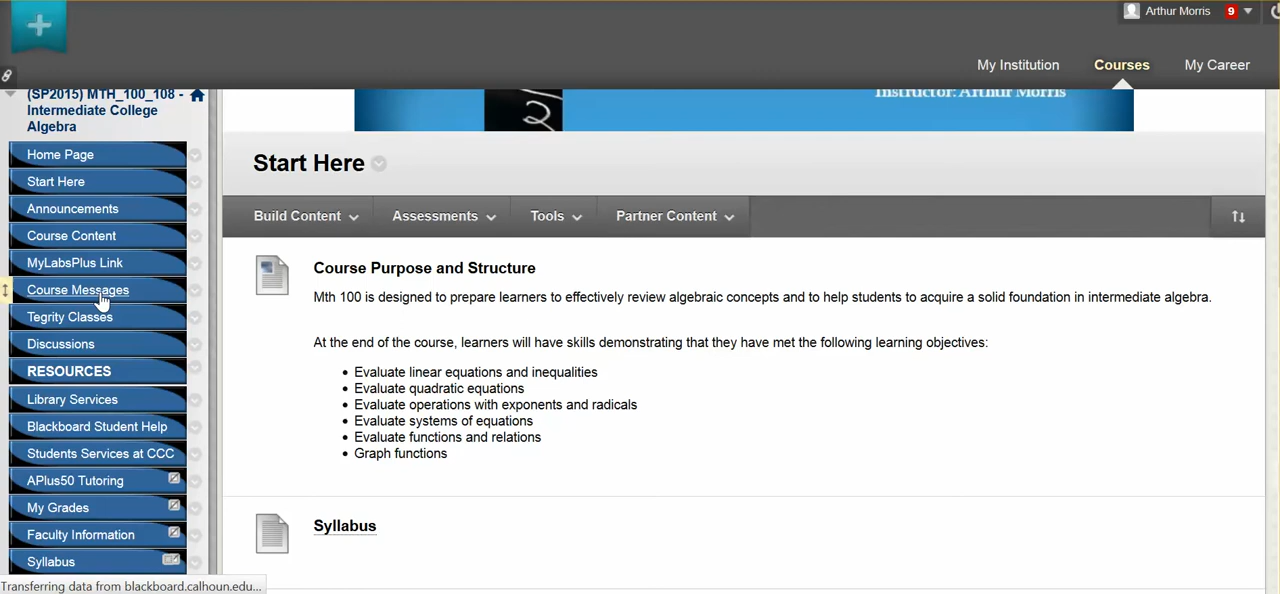 Arthur Morris 9
My Institution Courses My Career
(SP2015) MTH_100_108 -
Intermediate College
Algebra
Home Page
Start Here
Announcements
Course Content
MyLabsPlus Link
Course Messages
Tegrity Classes
Discussions
RESOURCES
Library Services
Blackboard Student Help
Students Services at CCC
APlus50 Tutoring
My Grades
Faculty Information
Syllabus
Transferring data from blackboard.calhoun.edu...
Instructor: Arthur Morris
Start Here
Build Content Assessments Tools Partner Content
Course Purpose and Structure
Mth 100 is designed to prepare learners to effectively review algebraic concepts and to help students to acquire a solid foundation in intermediate algebra.
At the end of the course, learners will have skills demonstrating that they have met the following learning objectives:
• Evaluate linear equations and inequalities
• Evaluate quadratic equations
• Evaluate operations with exponents and radicals
• Evaluate systems of equations
• Evaluate functions and relations
• Graph functions
Syllabus